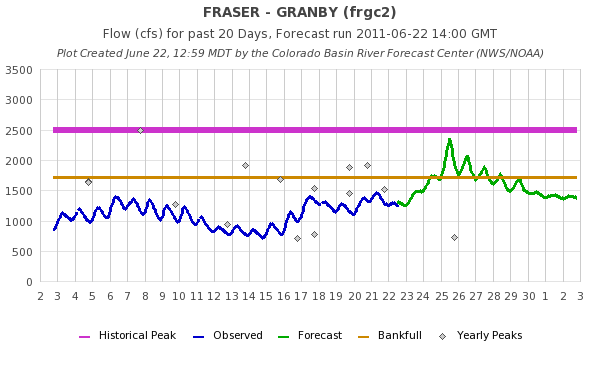 FRASER - GRANBY (frgc2)
Flow (cfs) for past 20 Days, Forecast run 2011-06-22 14:00 GMT
Plot Created June 22, 12:59 MDT by the Colorado Basin River Forecast Center (NWS/NOAA)
3500
3000
2500
2000
1500
1000
500
0
2 3 4 5 6 7 8 9 10 11 12 13 14 15 16 17 18 19 20 21 22 23 24 25 26 27 28 29 30 1 2 3
Historical Peak Observed Forecast Bankfull Yearly Peaks